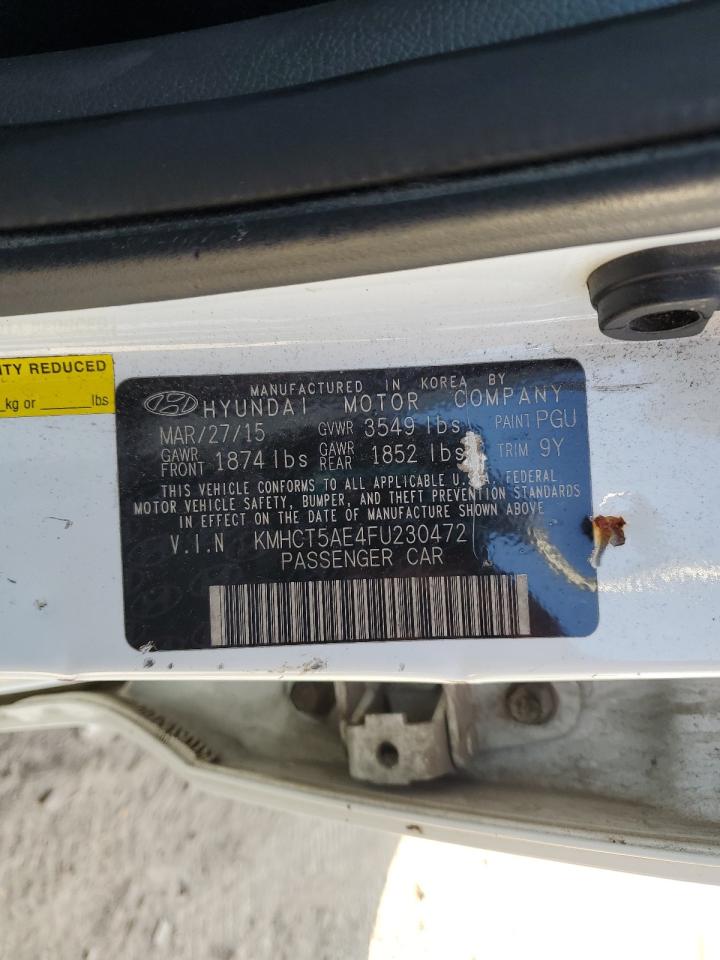 ITY REDUCED
kg or ______ lbs
MANUFACTURED IN KOREA BY
HYUNDAI MOTOR COMPANY
MAR/27/15 GVWR 3549 lbs PAINT PGU
GAWR FRONT 1874 lbs GAWR REAR 1852 lbs TRIM 9Y
THIS VEHICLE CONFORMS TO ALL APPLICABLE U.S.A. FEDERAL
MOTOR VEHICLE SAFETY, BUMPER, AND THEFT PREVENTION STANDARDS
IN EFFECT ON THE DATE OF MANUFACTURE SHOWN ABOVE
V.I.N KMHCT5AE4FU230472
PASSENGER CAR